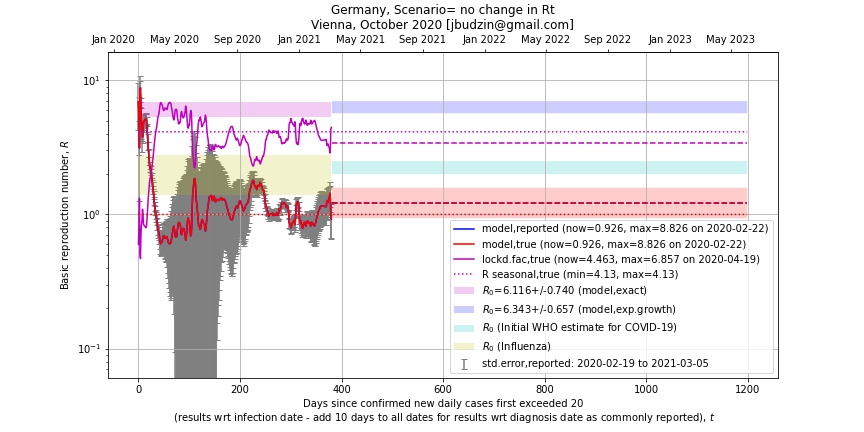 Germany, Scenario= no change in Rt
Vienna, October 2020 [jbudzin@gmail.com]
Jan 2020 May 2020 Sep 2020 Jan 2021 May 2021 Sep 2021 Jan 2022 May 2022 Sep 2022 Jan 2023 May 2023
10¹
10⁰
10⁻¹
Basic reproduction number, R
model,reported (now=0.926, max=8.826 on 2020-02-22)
model,true (now=0.926, max=8.826 on 2020-02-22)
lockd.fac,true (now=4.463, max=6.857 on 2020-04-19)
R seasonal,true (min=4.13, max=4.13)
R₀=6.116+/-0.740 (model,exact)
R₀=6.343+/-0.657 (model,exp.growth)
R₀ (Initial WHO estimate for COVID-19)
R₀ (Influenza)
std.error,reported: 2020-02-19 to 2021-03-05
0 200 400 600 800 1000 1200
Days since confirmed new daily cases first exceeded 20
(results wrt infection date - add 10 days to all dates for results wrt diagnosis date as commonly reported), t